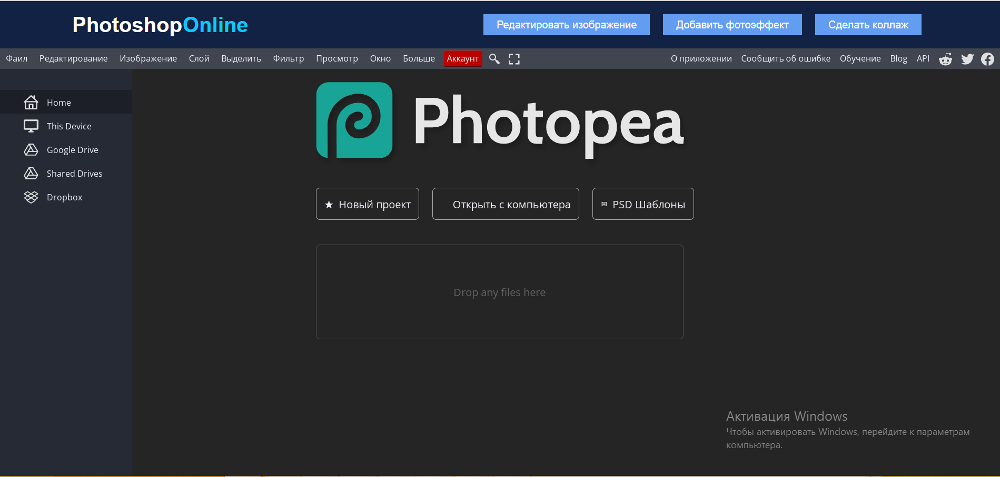 PhotoshopOnline
Редактировать изображение
Добавить фотоэффект
Сделать коллаж
Фаил Редактирование Изображение Слой Выделить Фильтр Просмотр Окно Больше Аккаунт
О приложении Сообщить об ошибке Обучение Blog API
Home
This Device
Google Drive
Shared Drives
Dropbox
Photopea
Новый проект
Открыть с компьютера
PSD Шаблоны
Drop any files here
Активация Windows
Чтобы активировать Windows, перейдите к параметрам
компьютера.